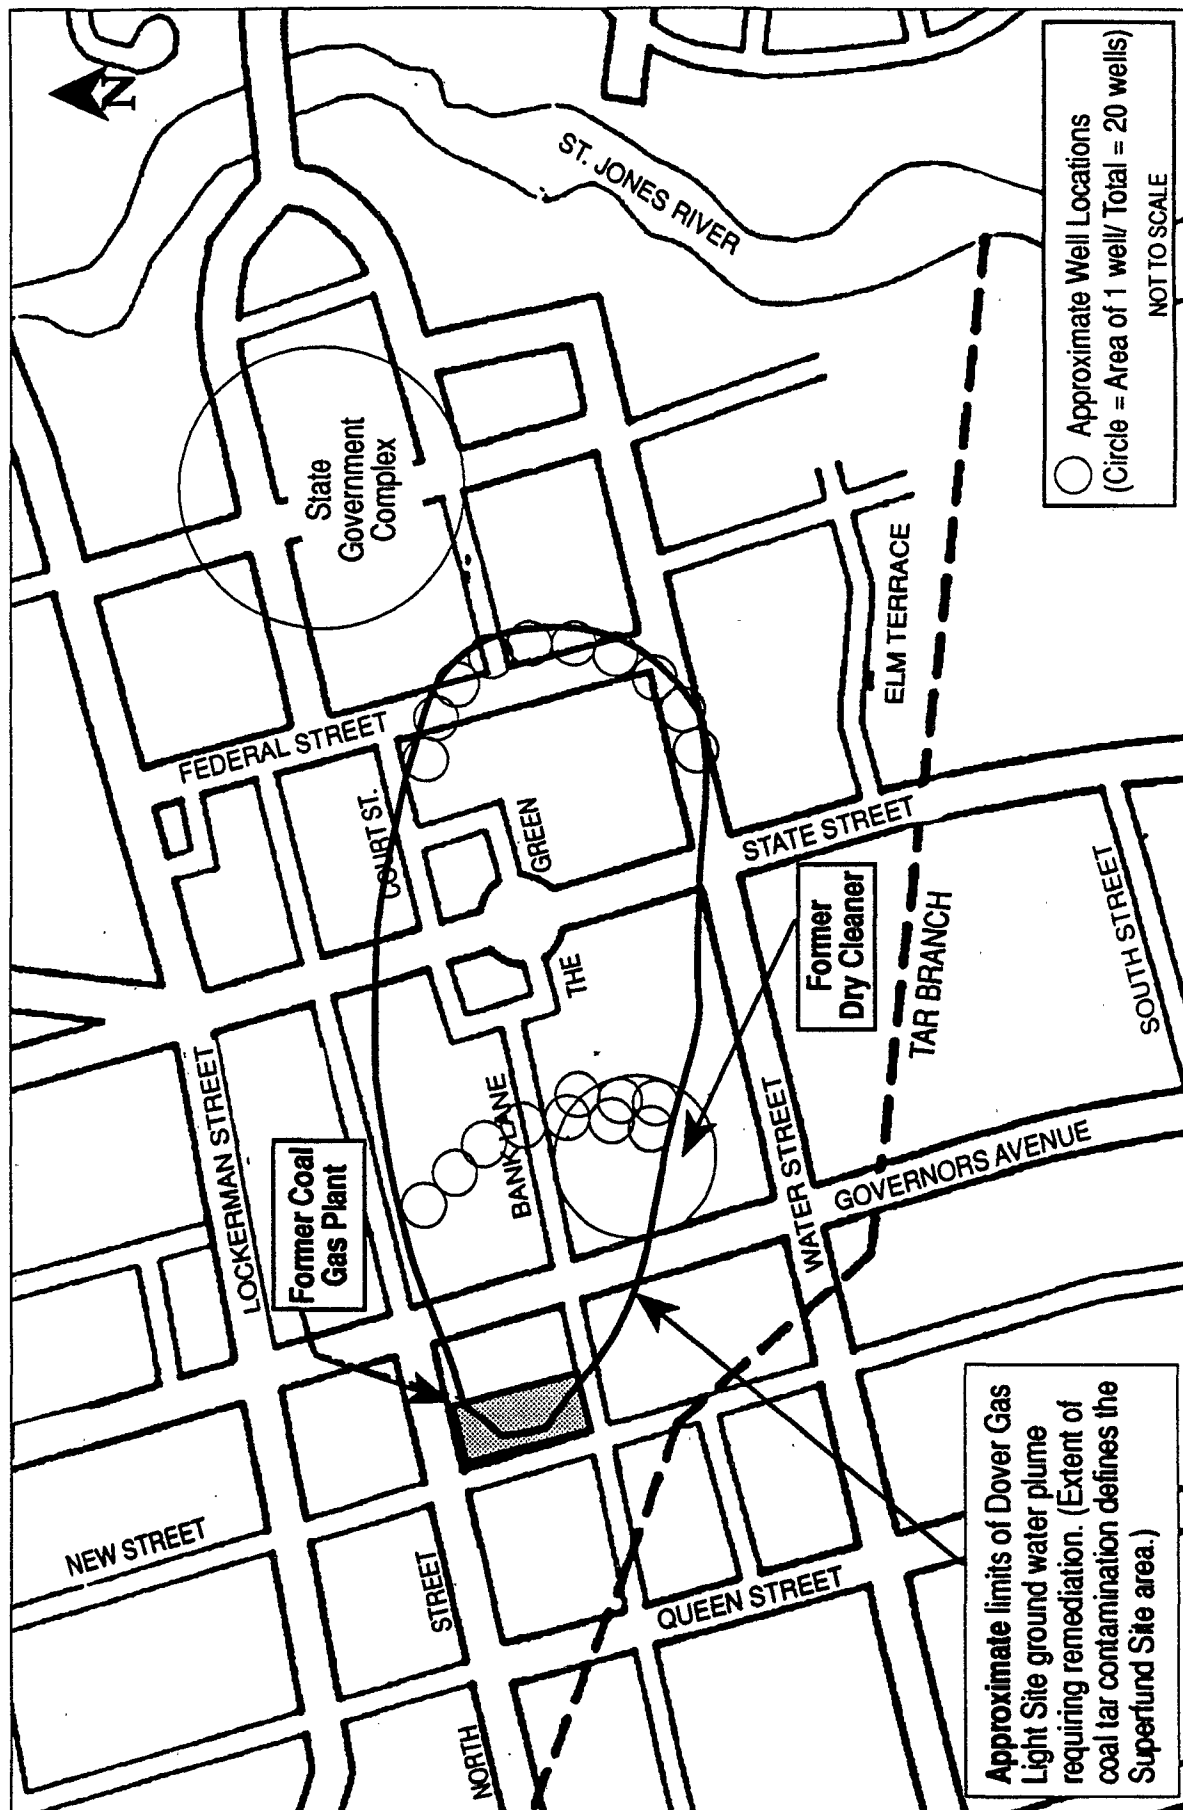 N
NEW STREET
LOCKERMAN STREET
FEDERAL STREET
State
Government
Complex
ST. JONES RIVER
Former Coal
Gas Plant
COURT ST.
NORTH
STREET
BANK LANE
THE
GREEN
QUEEN STREET
WATER STREET
STATE STREET
Former
Dry Cleaner
ELM TERRACE
GOVERNORS AVENUE
TAR BRANCH
SOUTH STREET
Approximate limits of Dover Gas
Light Site ground water plume
requiring remediation. (Extent of
coal tar contamination defines the
Superfund Site area.)
Approximate Well Locations
(Circle = Area of 1 well/ Total = 20 wells)
NOT TO SCALE